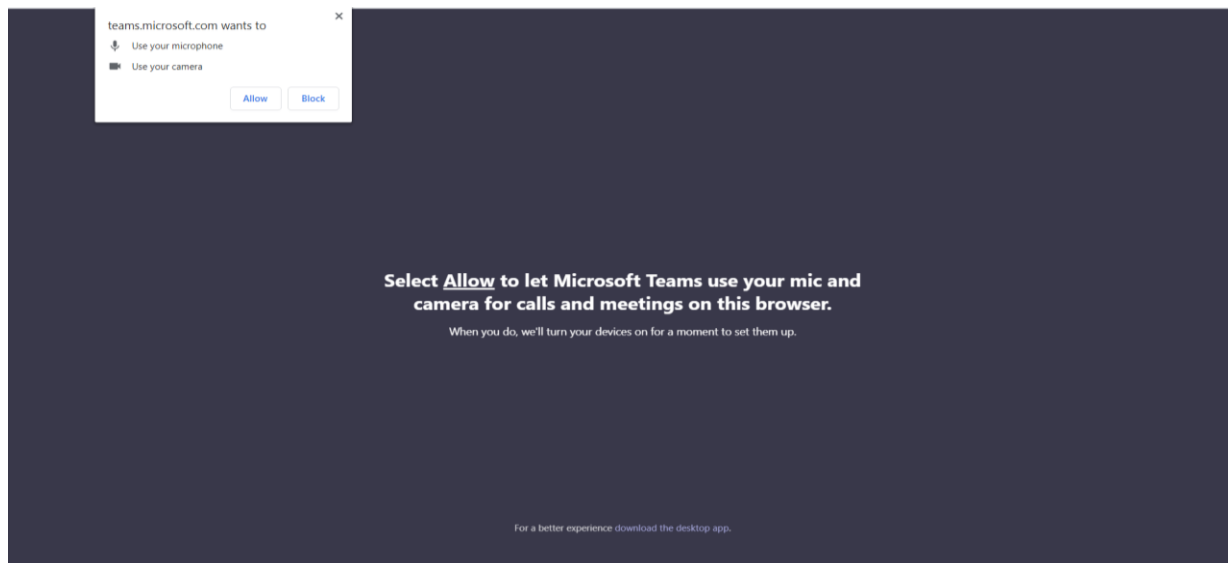 teams.microsoft.com wants to
Use your microphone
Use your camera
Allow
Block
Select Allow to let Microsoft Teams use your mic and
camera for calls and meetings on this browser.
When you do, we'll turn your devices on for a moment to set them up.
For a better experience download the desktop app.